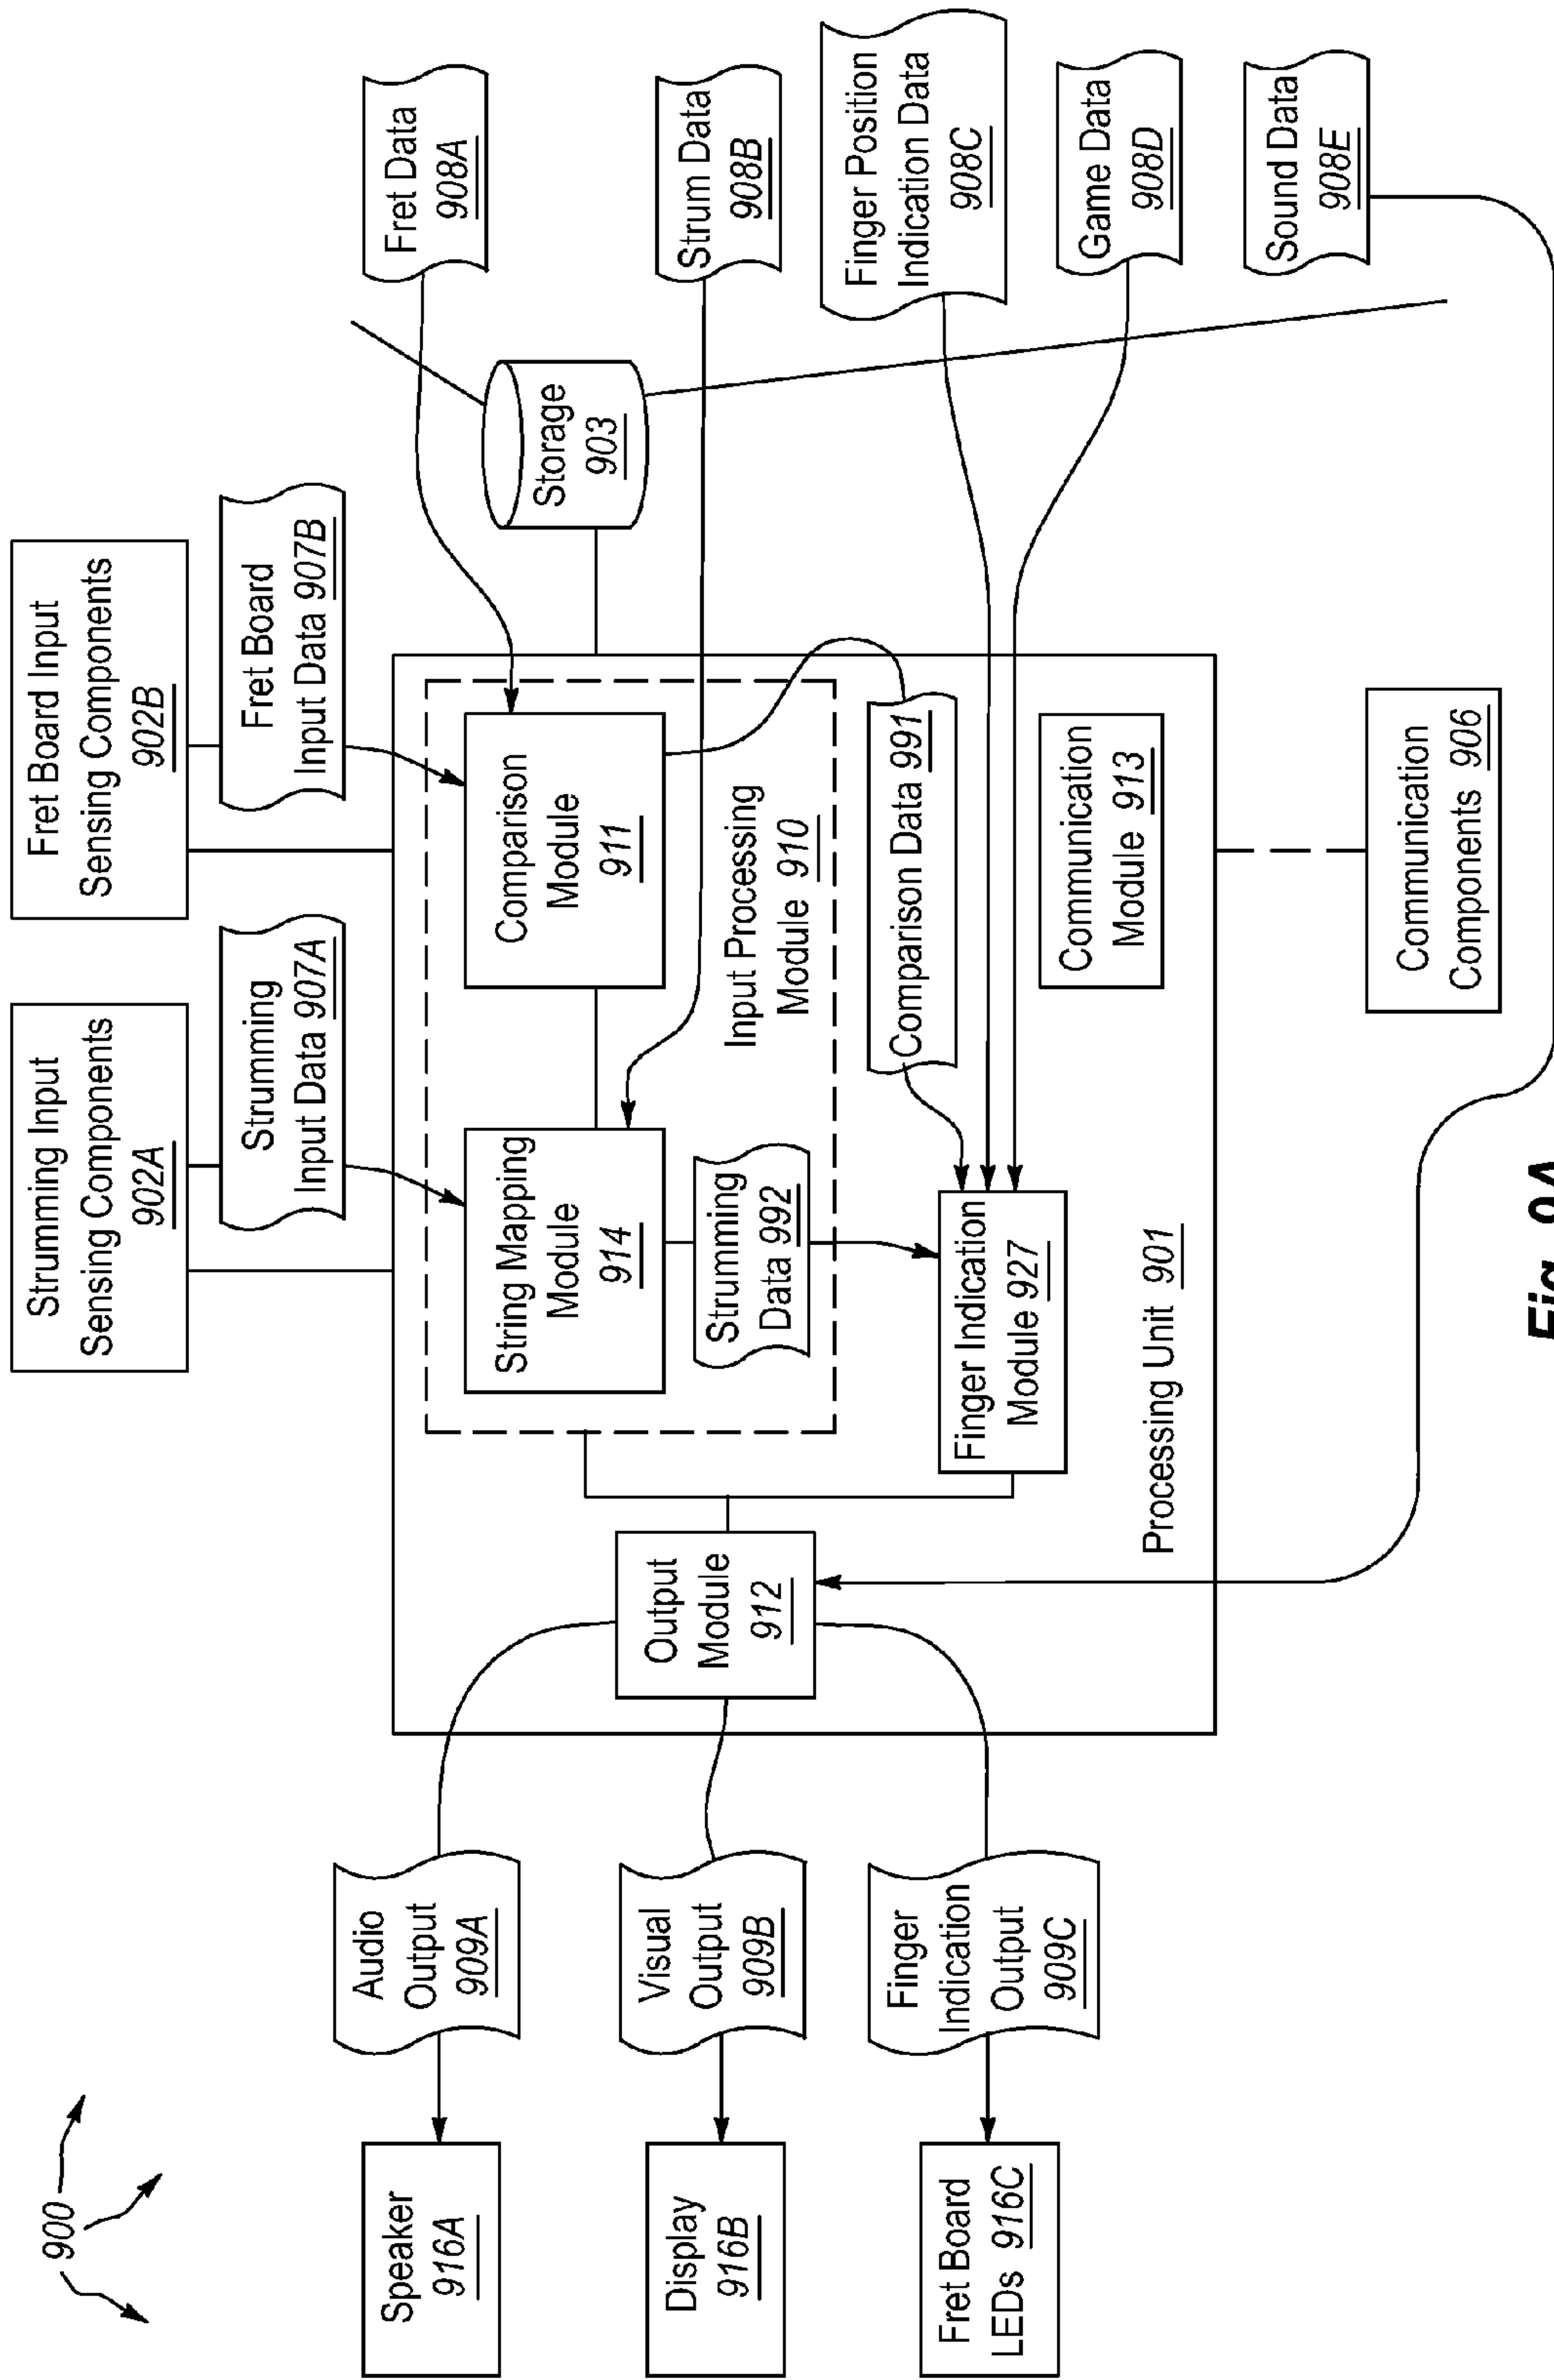 900
Strumming Input
Sensing Components
902A
Fret Board Input
Sensing Components
902B
Strumming
Input Data 907A
Fret Board
Input Data 907B
Speaker
916A
Audio
Output
909A
Display
916B
Visual
Output
909B
Fret Board
LEDs 916C
Finger
Indication
Output
909C
Output
Module
912
String Mapping
Module
914
Comparison
Module
911
Strumming
Data 992
Input Processing
Module 910
Finger Indication
Module 927
Comparison Data 991
Communication
Module 913
Processing Unit 901
Storage
903
Communication
Components 906
Fret Data
908A
Strum Data
908B
Finger Position
Indication Data
908C
Game Data
908D
Sound Data
908E
Fig. 9A